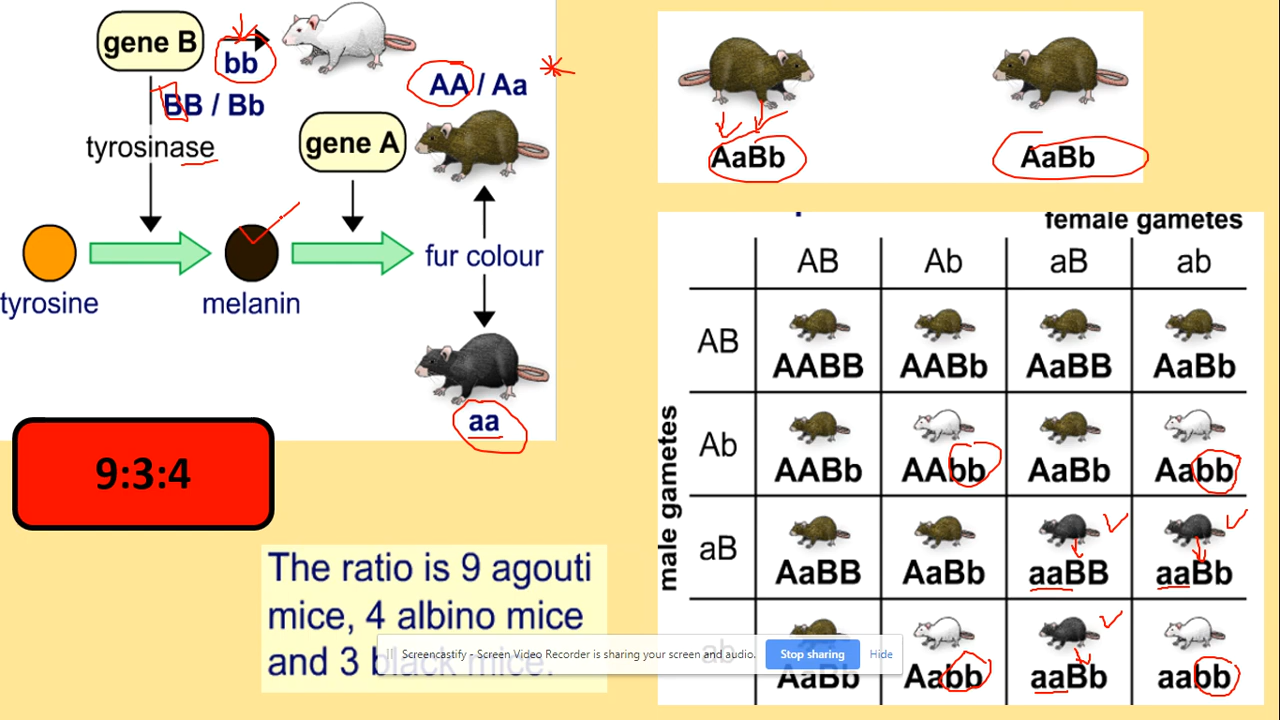 gene B
bb
BB / Bb
tyrosinase
AA / Aa
gene A
tyrosine
melanin
fur colour
aa
9:3:4
The ratio is 9 agouti
mice, 4 albino mice
and 3 black mice.
AaBb
AaBb
female gametes
AB Ab aB ab
male gametes
AB
AABB AABb AaBB AaBb
Ab
AABb AAbb AaBb Aabb
aB
AaBB AaBb aaBB aaBb
ab
AaBb Aabb aaBb aabb
Screencastify - Screen Video Recorder is sharing your screen and audio.
Stop sharing
Hide